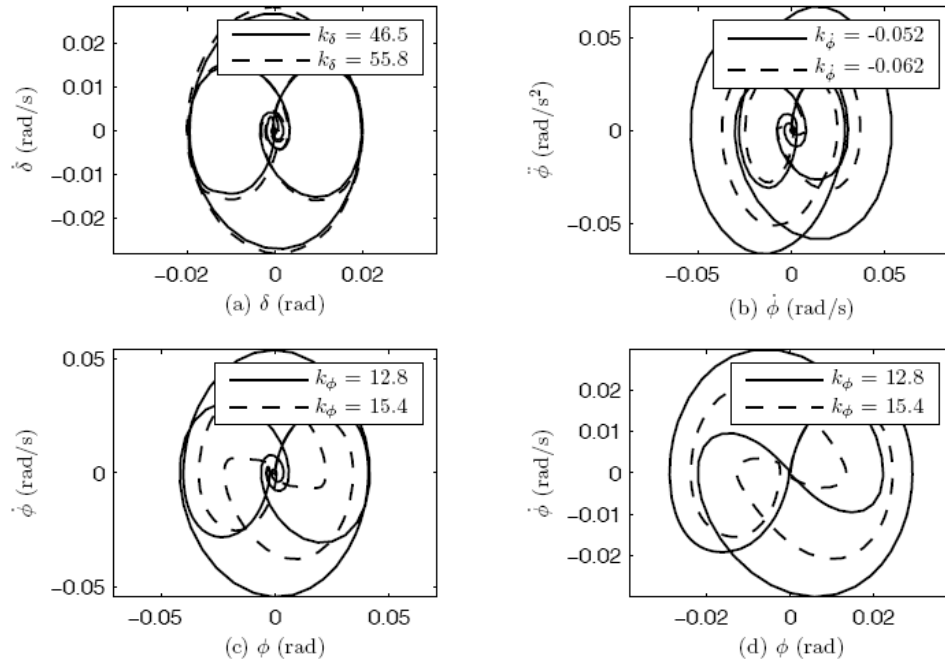 0.02
0.01
0
−0.01
−0.02
δ̇ (rad/s)
k_δ = 46.5
k_δ = 55.8
−0.02
0
0.02
(a) δ (rad)
0.05
0
−0.05
φ̈ (rad/s²)
k_φ̇ = -0.052
k_φ̇ = -0.062
−0.05
0
0.05
(b) φ̇ (rad/s)
0.05
0
−0.05
φ̇ (rad/s)
k_φ = 12.8
k_φ = 15.4
−0.05
0
0.05
(c) φ (rad)
0.02
0.01
0
−0.01
−0.02
φ̇ (rad/s)
k_φ = 12.8
k_φ = 15.4
−0.02
0
0.02
(d) φ (rad)